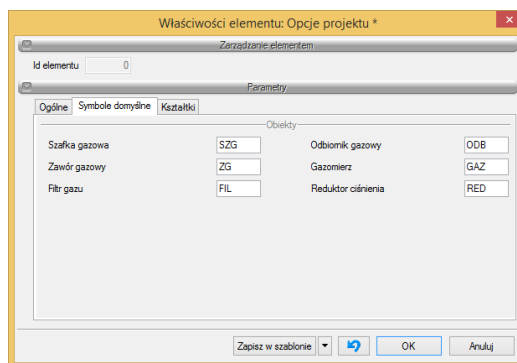 Właściwości elementu: Opcje projektu *
Zarządzanie elementem
Id elementu 0
Parametry
Ogólne Symbole domyślne Kształtki
Obiekty
Szafka gazowa SZG Odbiornik gazowy ODB
Zawór gazowy ZG Gazomierz GAZ
Filtr gazu FIL Reduktor ciśnienia RED
Zapisz w szablonie OK Anuluj